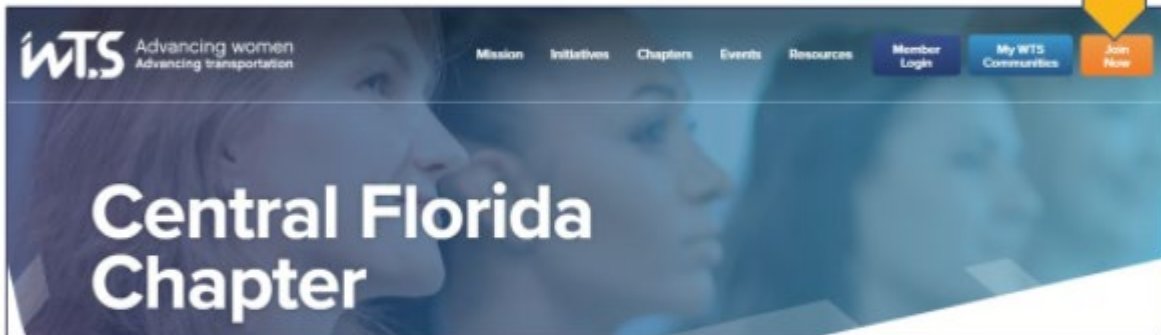 WTS Advancing women
Advancing transportation
Mission Initiatives Chapters Events Resources
Member
Login
My WTS
Communities
Join
Now
Central Florida
Chapter